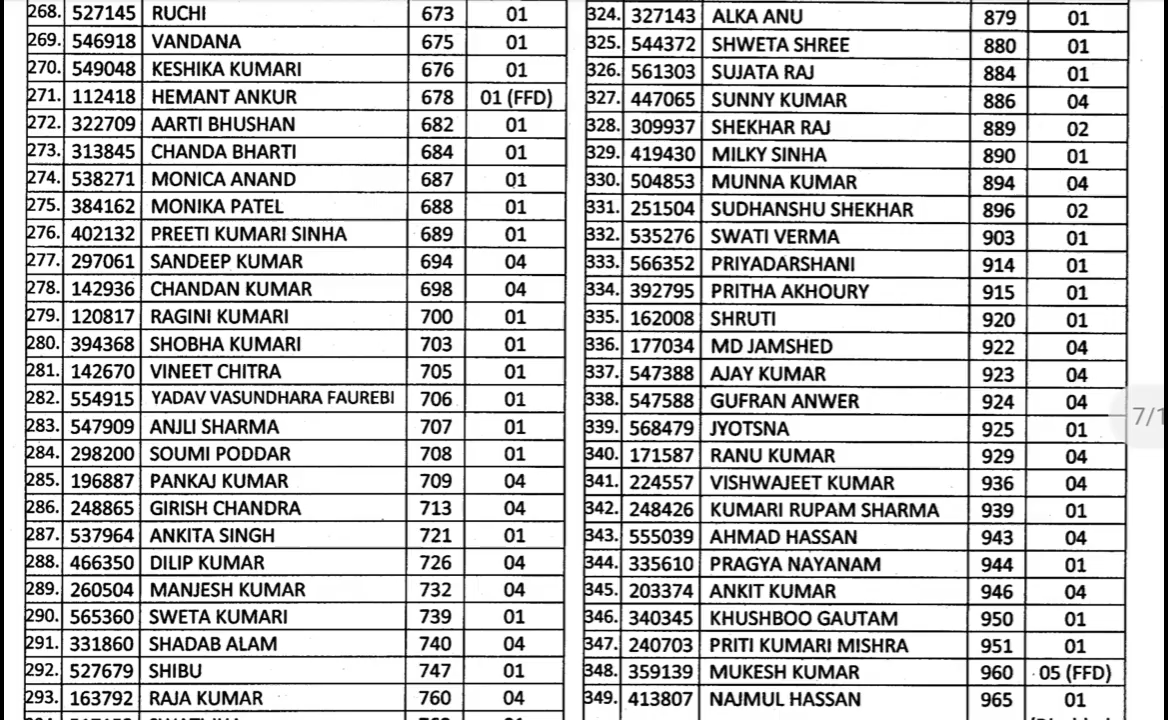 268. 527145 RUCHI 673 01
269. 546918 VANDANA 675 01
270. 549048 KESHIKA KUMARI 676 01
271. 112418 HEMANT ANKUR 678 01 (FFD)
272. 322709 AARTI BHUSHAN 682 01
273. 313845 CHANDA BHARTI 684 01
274. 538271 MONICA ANAND 687 01
275. 384162 MONIKA PATEL 688 01
276. 402132 PREETI KUMARI SINHA 689 01
277. 297061 SANDEEP KUMAR 694 04
278. 142936 CHANDAN KUMAR 698 04
279. 120817 RAGINI KUMARI 700 01
280. 394368 SHOBHA KUMARI 703 01
281. 142670 VINEET CHITRA 705 01
282. 554915 YADAV VASUNDHARA FAUREBI 706 01
283. 547909 ANJLI SHARMA 707 01
284. 298200 SOUMI PODDAR 708 01
285. 196887 PANKAJ KUMAR 709 04
286. 248865 GIRISH CHANDRA 713 04
287. 537964 ANKITA SINGH 721 01
288. 466350 DILIP KUMAR 726 04
289. 260504 MANJESH KUMAR 732 04
290. 565360 SWETA KUMARI 739 01
291. 331860 SHADAB ALAM 740 04
292. 527679 SHIBU 747 01
293. 163792 RAJA KUMAR 760 04
324. 327143 ALKA ANU 879 01
325. 544372 SHWETA SHREE 880 01
326. 561303 SUJATA RAJ 884 01
327. 447065 SUNNY KUMAR 886 04
328. 309937 SHEKHAR RAJ 889 02
329. 419430 MILKY SINHA 890 01
330. 504853 MUNNA KUMAR 894 04
331. 251504 SUDHANSHU SHEKHAR 896 02
332. 535276 SWATI VERMA 903 01
333. 566352 PRIYADARSHANI 914 01
334. 392795 PRITHA AKHOURY 915 01
335. 162008 SHRUTI 920 01
336. 177034 MD JAMSHED 922 04
337. 547388 AJAY KUMAR 923 04
338. 547588 GUFRAN ANWER 924 04
339. 568479 JYOTSNA 925 01
340. 171587 RANU KUMAR 929 04
341. 224557 VISHWAJEET KUMAR 936 04
342. 248426 KUMARI RUPAM SHARMA 939 01
343. 555039 AHMAD HASSAN 943 04
344. 335610 PRAGYA NAYANAM 944 01
345. 203374 ANKIT KUMAR 946 04
346. 340345 KHUSHBOO GAUTAM 950 01
347. 240703 PRITI KUMARI MISHRA 951 01
348. 359139 MUKESH KUMAR 960 05 (FFD)
349. 413807 NAJMUL HASSAN 965 01
7/1